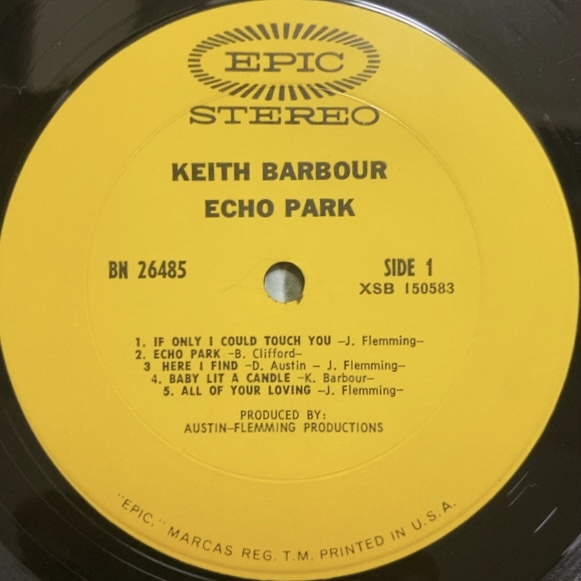 EPIC
STEREO
KEITH BARBOUR
ECHO PARK
BN 26485
SIDE 1
XSB 150583
1. IF ONLY I COULD TOUCH YOU –J. Flemming–
2. ECHO PARK –B. Clifford–
3 HERE I FIND –D. Austin – J. Flemming–
4. BABY LIT A CANDLE –K. Barbour–
5. ALL OF YOUR LOVING –J. Flemming–
PRODUCED BY:
AUSTIN–FLEMMING PRODUCTIONS
"EPIC," MARCAS REG. T.M. PRINTED IN U.S.A.